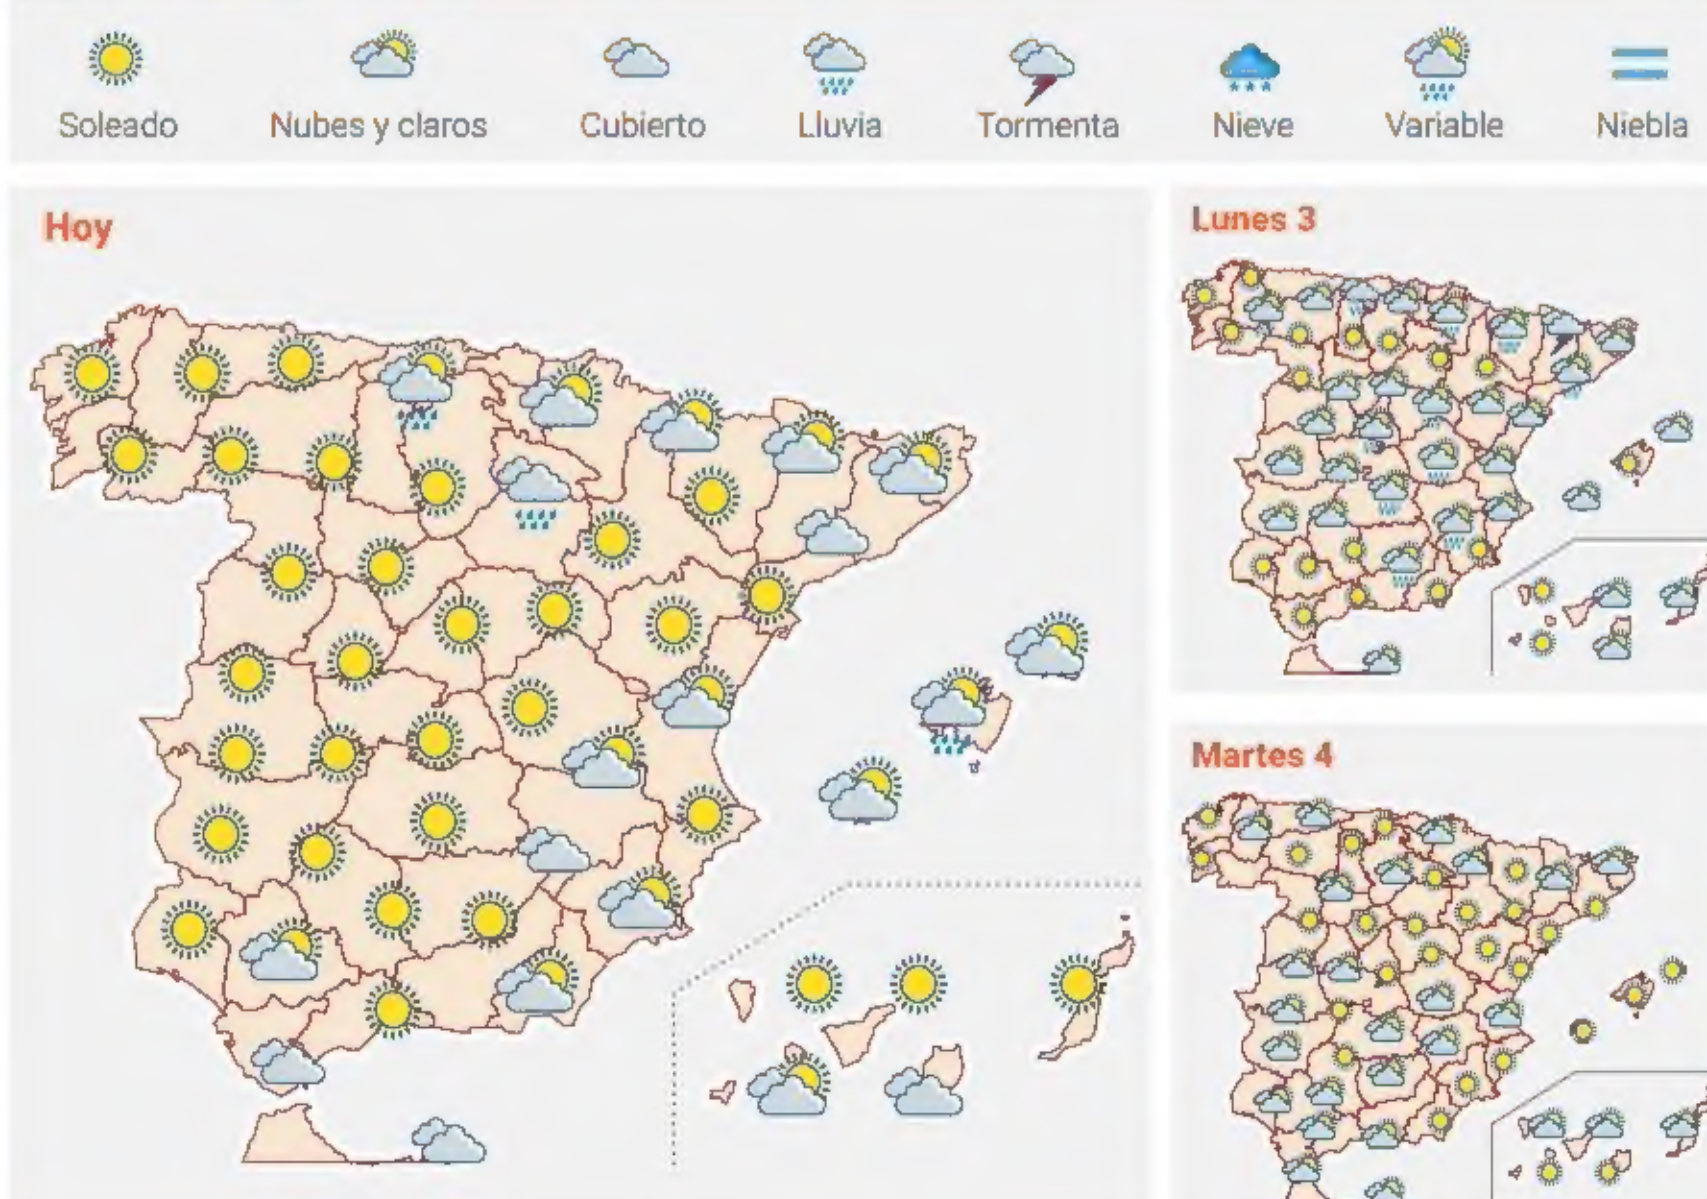 Soleado
Nubes y claros
Cubierto
Lluvia
Tormenta
Nieve
Variable
Niebla
Hoy
Lunes 3
Martes 4